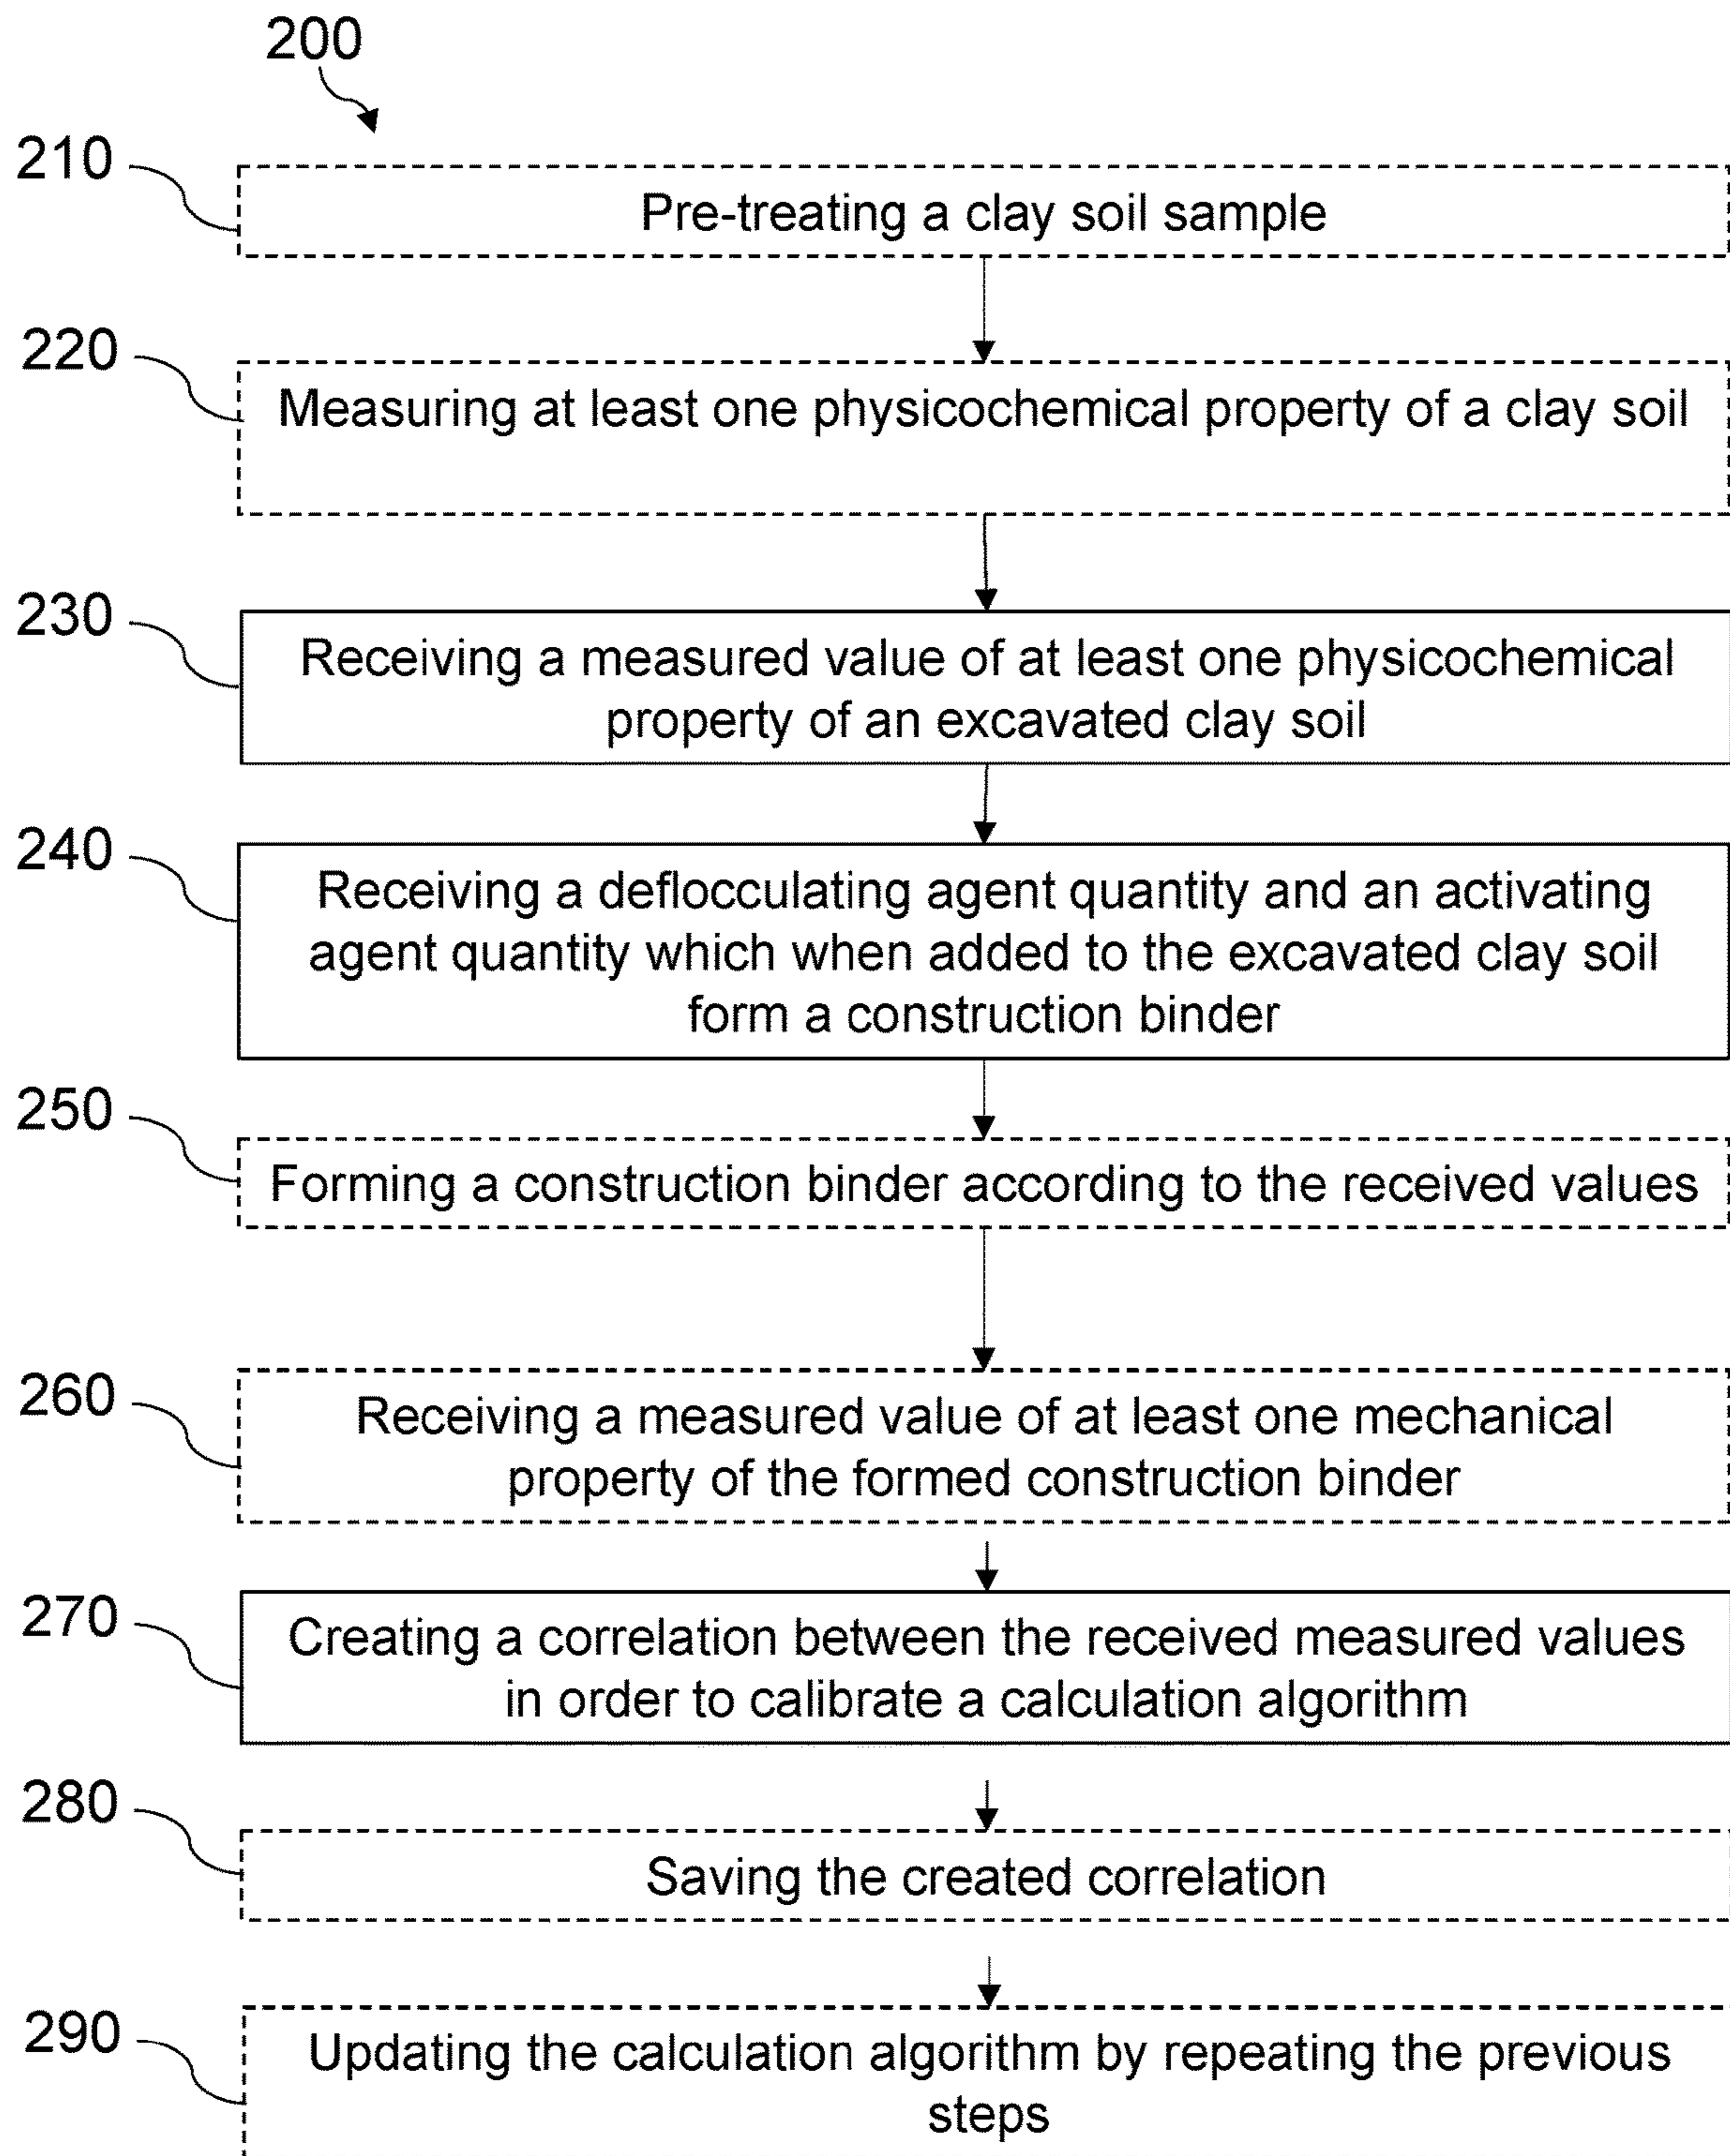 200
210
Pre-treating a clay soil sample
220
Measuring at least one physicochemical property of a clay soil
230
Receiving a measured value of at least one physicochemical
property of an excavated clay soil
240
Receiving a deflocculating agent quantity and an activating
agent quantity which when added to the excavated clay soil
form a construction binder
250
Forming a construction binder according to the received values
260
Receiving a measured value of at least one mechanical
property of the formed construction binder
270
Creating a correlation between the received measured values
in order to calibrate a calculation algorithm
280
Saving the created correlation
290
Updating the calculation algorithm by repeating the previous
steps